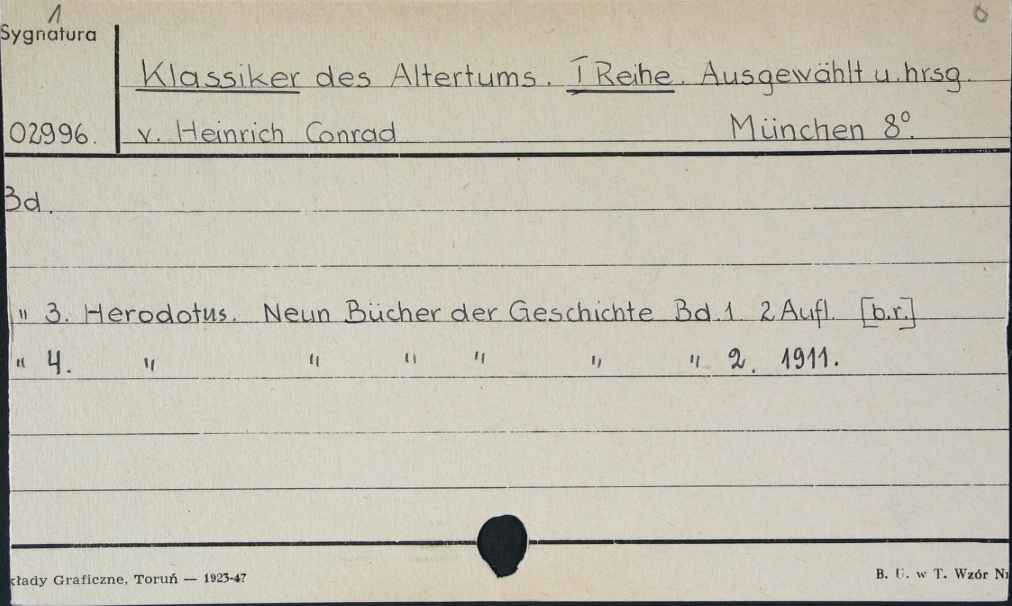 1
Sygnatura
Klassiker des Altertums. I Reihe. Ausgewählt u. hrsg.
02996. v. Heinrich Conrad München 8°.
Bd.
" 3. Herodotus. Neun Bücher der Geschichte Bd. 1 2 Aufl. [b.r.]
" 4. " " " " " " 2. 1911.
kłady Graficzne, Toruń — 1923-47
B. U. w T. Wzór Nr